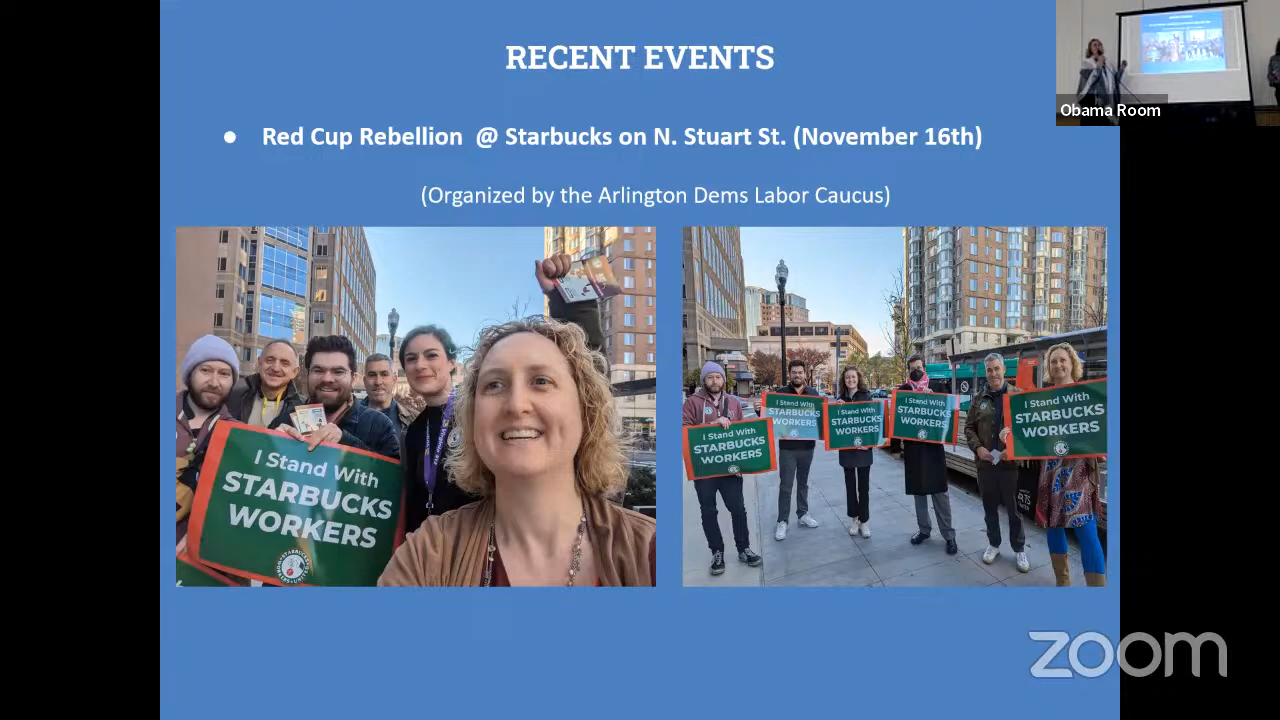 RECENT EVENTS
Obama Room
● Red Cup Rebellion @ Starbucks on N. Stuart St. (November 16th)
(Organized by the Arlington Dems Labor Caucus)
I Stand With
STARBUCKS
WORKERS
I Stand With
STARBUCKS
WORKERS
I Stand With
STARBUCKS
WORKERS
I Stand With
STARBUCKS
WORKERS
I Stand With
STARBUCKS
WORKERS
I Stand With
STARBUCKS
WORKERS
zoom